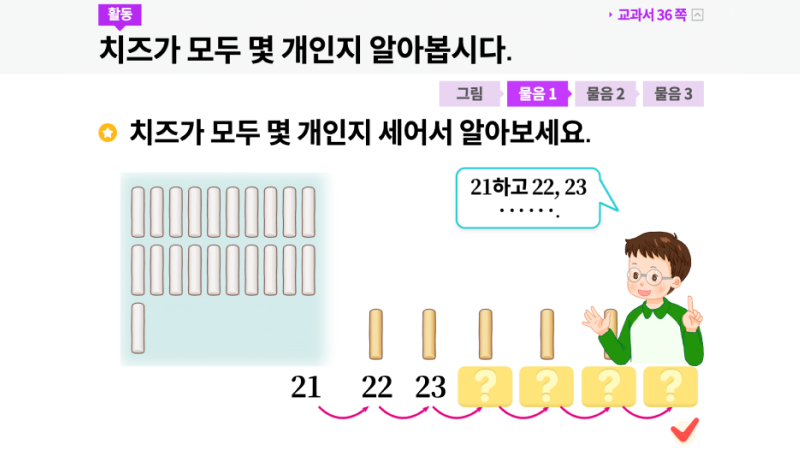 활동
교과서 36 쪽
치즈가 모두 몇 개인지 알아봅시다.
그림 물음 1 물음 2 물음 3
치즈가 모두 몇 개인지 세어서 알아보세요.
21하고 22, 23
· · · · · · .
21 22 23 ? ? ? ?